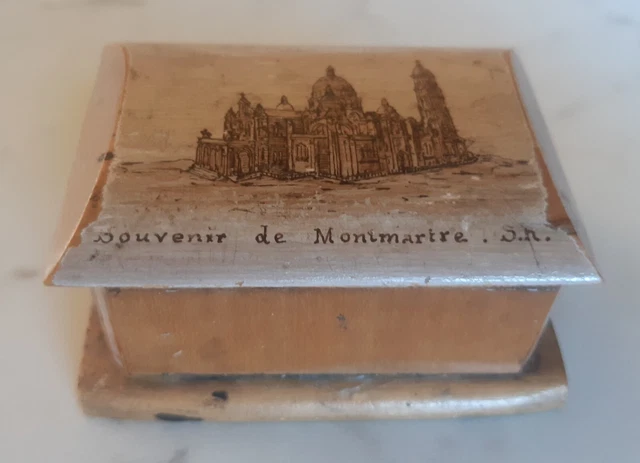 Souvenir de Montmartre . S.R.